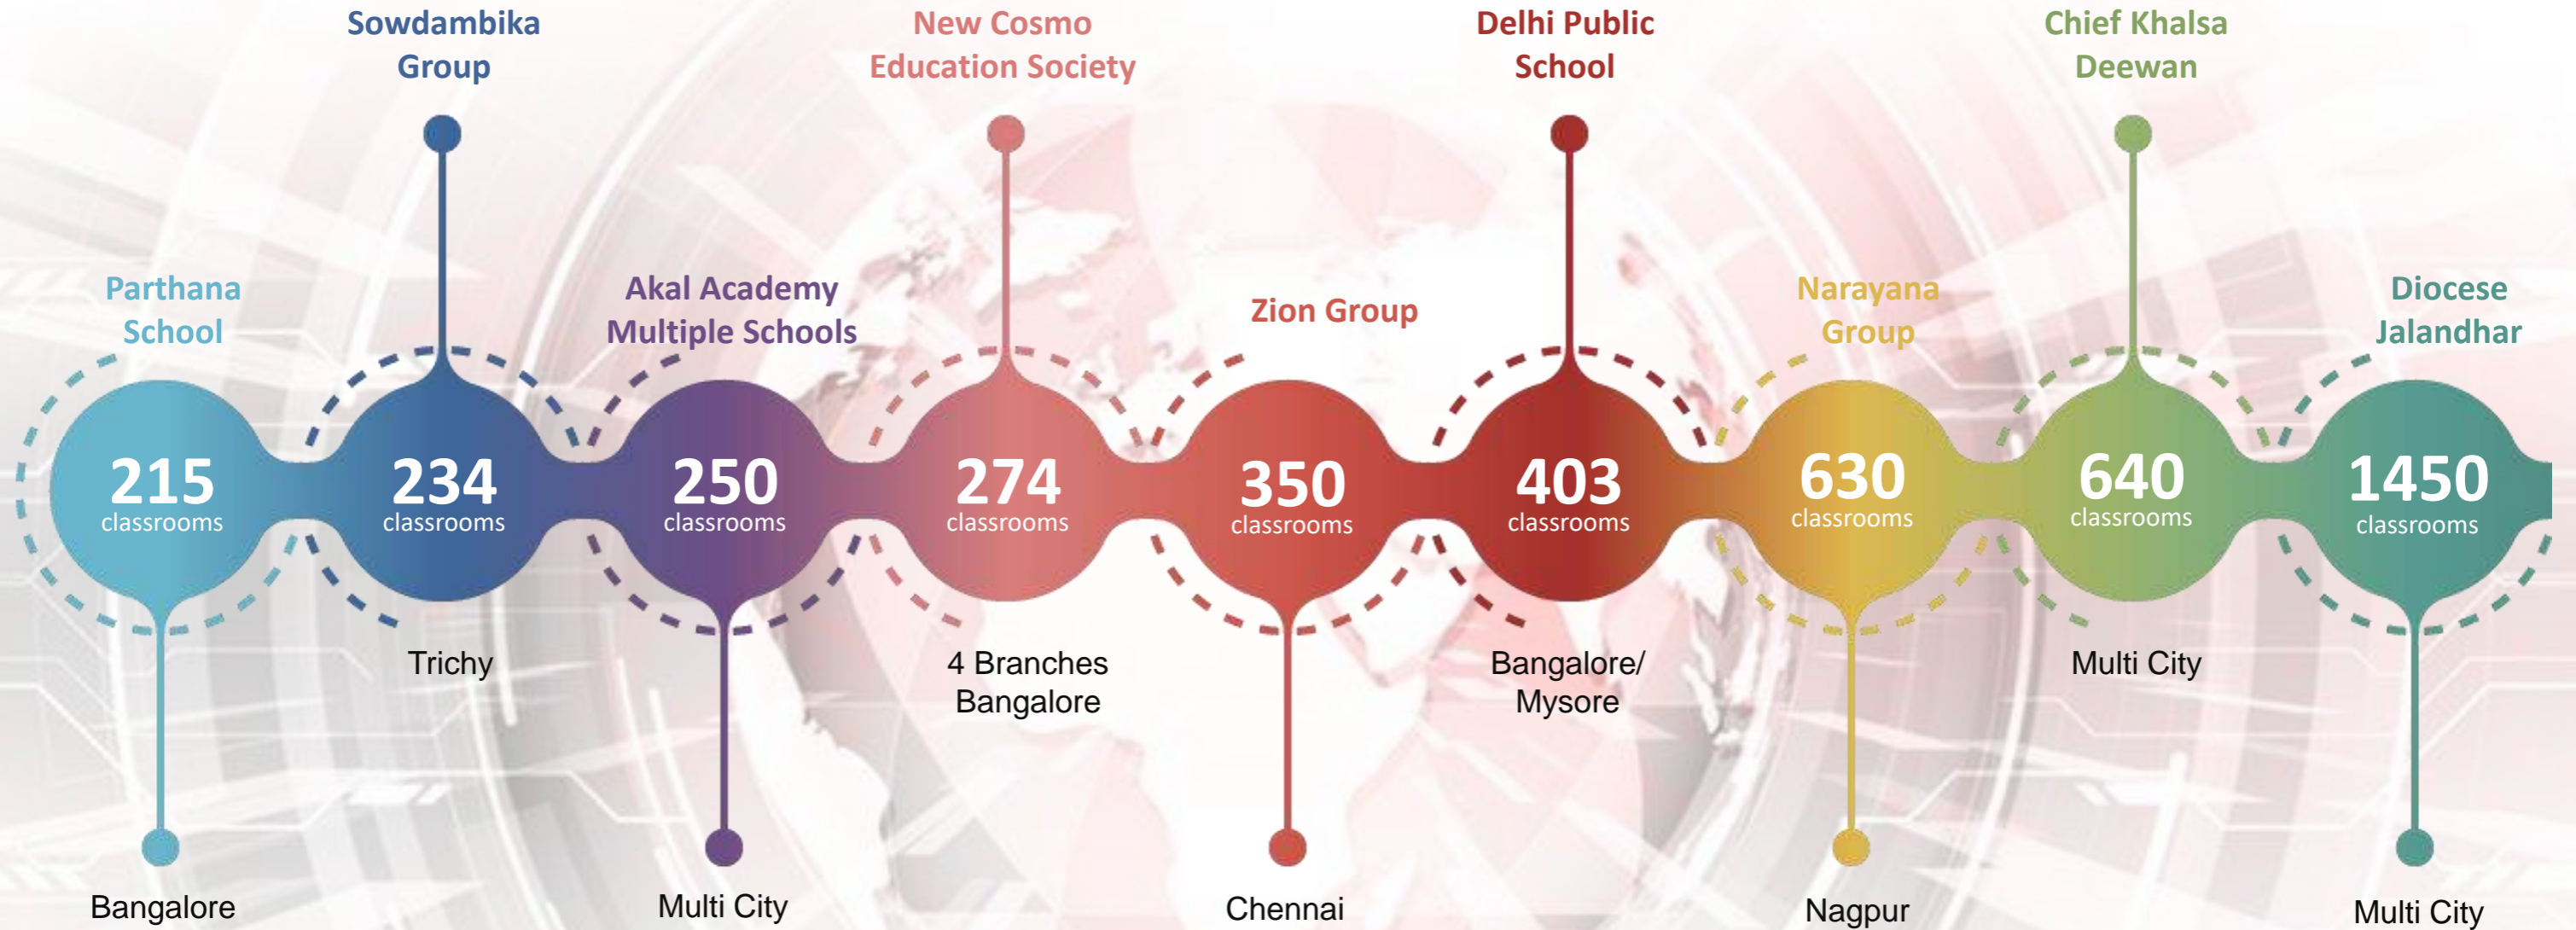 Parthana
School
215
classrooms
Bangalore
Sowdambika
Group
234
classrooms
Trichy
Akal Academy
Multiple Schools
250
classrooms
Multi City
New Cosmo
Education Society
274
classrooms
4 Branches
Bangalore
Zion Group
350
classrooms
Chennai
Delhi Public
School
403
classrooms
Bangalore/
Mysore
Narayana
Group
630
classrooms
Nagpur
Chief Khalsa
Deewan
640
classrooms
Multi City
Diocese
Jalandhar
1450
classrooms
Multi City